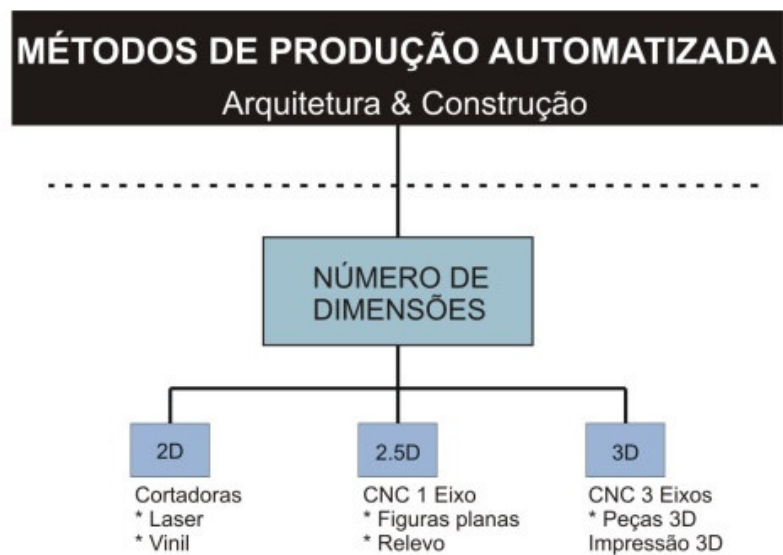 MÉTODOS DE PRODUÇÃO AUTOMATIZADA
Arquitetura & Construção
NÚMERO DE
DIMENSÕES
2D
Cortadoras
* Laser
* Vinil
2.5D
CNC 1 Eixo
* Figuras planas
* Relevo
3D
CNC 3 Eixos
* Peças 3D
Impressão 3D